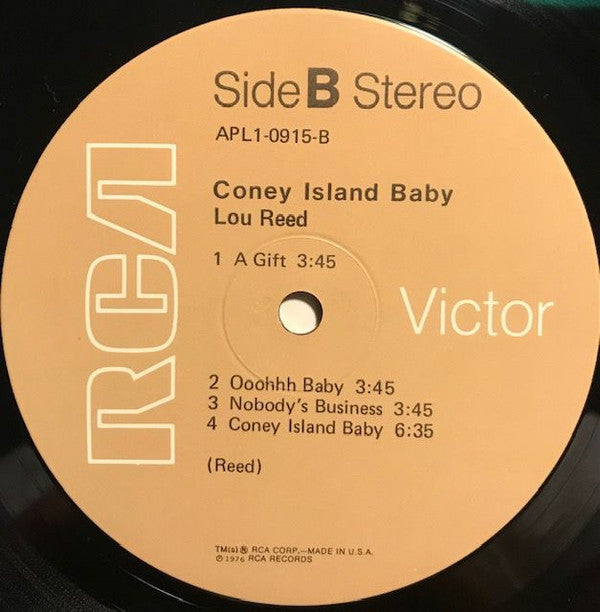 Side B Stereo
APL1-0915-B
Coney Island Baby
Lou Reed
1 A Gift 3:45
RCA
Victor
2 Ooohhh Baby 3:45
3 Nobody's Business 3:45
4 Coney Island Baby 6:35
(Reed)
TM(s) ® RCA CORP.—MADE IN U.S.A.
℗ 1976 RCA RECORDS